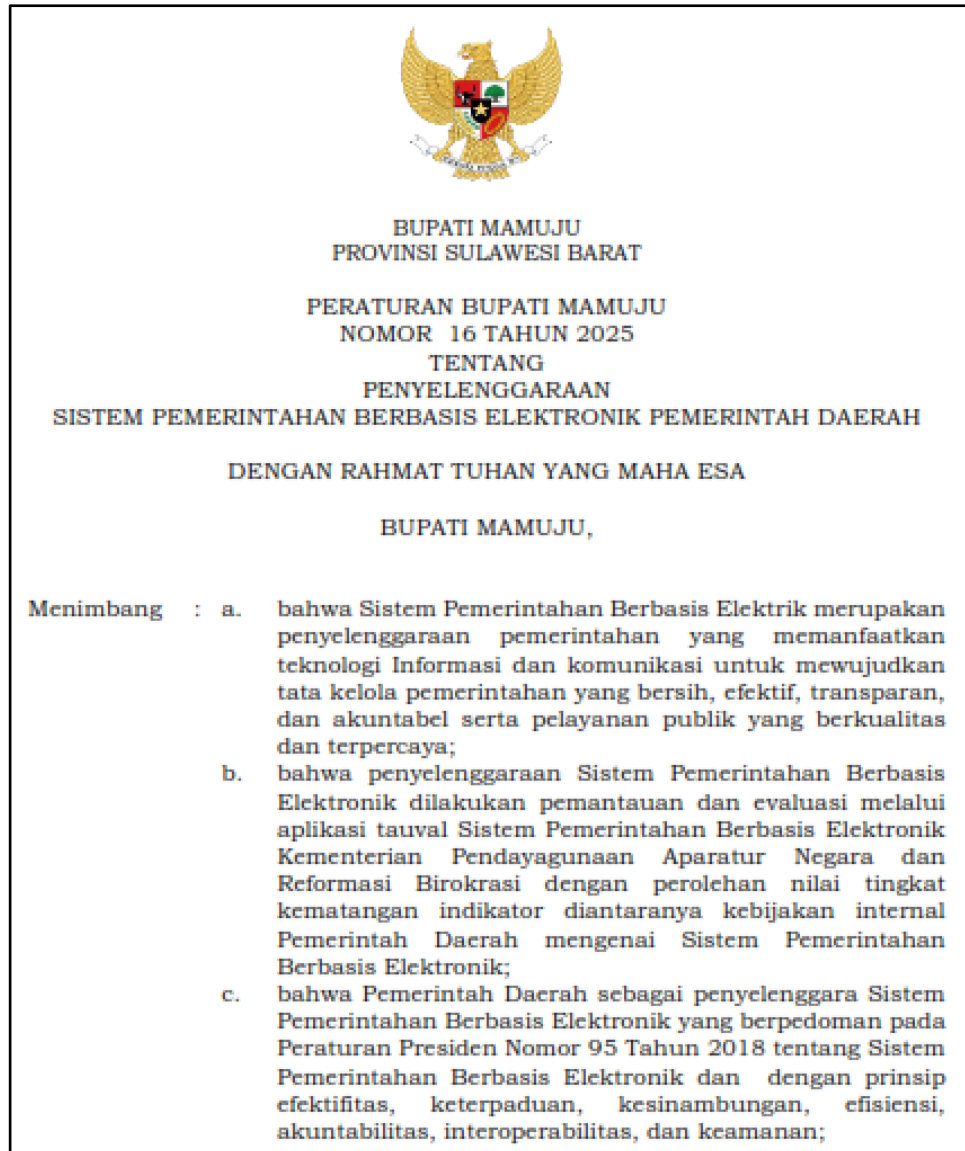 BUPATI MAMUJU
PROVINSI SULAWESI BARAT
PERATURAN BUPATI MAMUJU
NOMOR 16 TAHUN 2025
TENTANG
PENYELENGGARAAN
SISTEM PEMERINTAHAN BERBASIS ELEKTRONIK PEMERINTAH DAERAH
DENGAN RAHMAT TUHAN YANG MAHA ESA
BUPATI MAMUJU,
Menimbang : a. bahwa Sistem Pemerintahan Berbasis Elektrik merupakan
penyelenggaraan pemerintahan yang memanfaatkan
teknologi Informasi dan komunikasi untuk mewujudkan
tata kelola pemerintahan yang bersih, efektif, transparan,
dan akuntabel serta pelayanan publik yang berkualitas
dan terpercaya;
b. bahwa penyelenggaraan Sistem Pemerintahan Berbasis
Elektronik dilakukan pemantauan dan evaluasi melalui
aplikasi tauval Sistem Pemerintahan Berbasis Elektronik
Kementerian Pendayagunaan Aparatur Negara dan
Reformasi Birokrasi dengan perolehan nilai tingkat
kematangan indikator diantaranya kebijakan internal
Pemerintah Daerah mengenai Sistem Pemerintahan
Berbasis Elektronik;
c. bahwa Pemerintah Daerah sebagai penyelenggara Sistem
Pemerintahan Berbasis Elektronik yang berpedoman pada
Peraturan Presiden Nomor 95 Tahun 2018 tentang Sistem
Pemerintahan Berbasis Elektronik dan dengan prinsip
efektifitas, keterpaduan, kesinambungan, efisiensi,
akuntabilitas, interoperabilitas, dan keamanan;